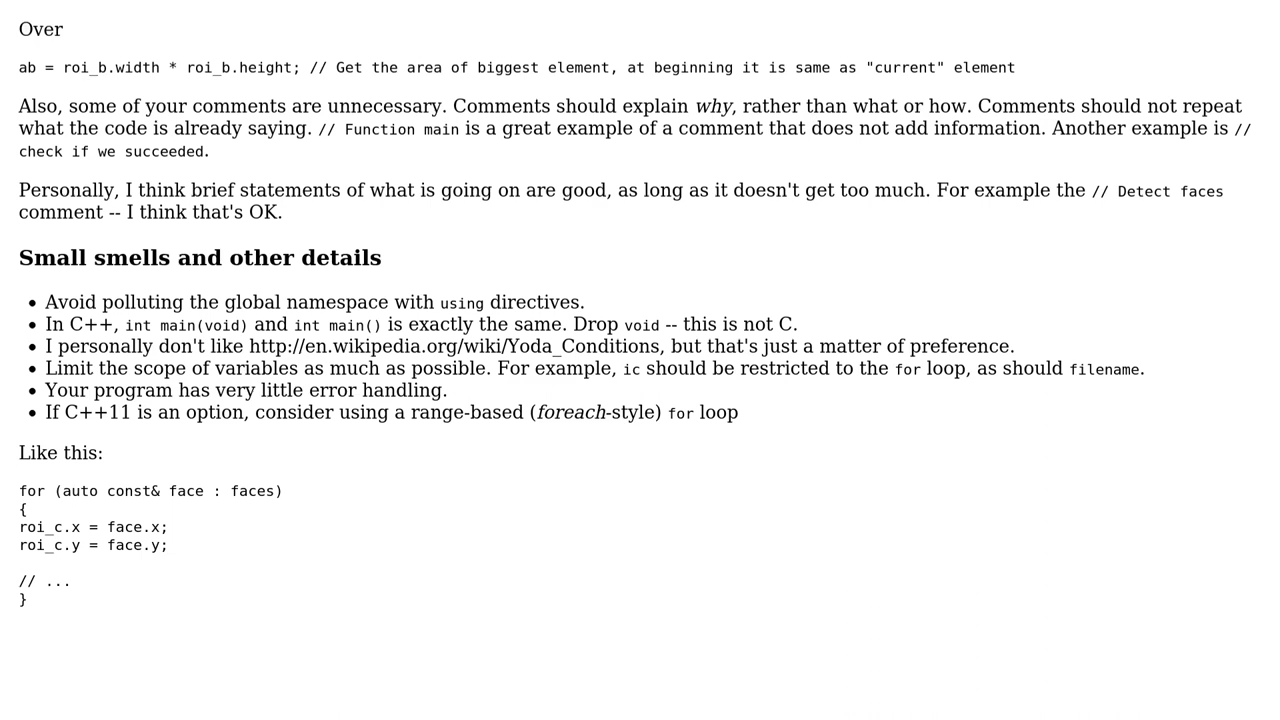 Over
ab = roi_b.width * roi_b.height; // Get the area of biggest element, at beginning it is same as "current" element
Also, some of your comments are unnecessary. Comments should explain why, rather than what or how. Comments should not repeat
what the code is already saying. // Function main is a great example of a comment that does not add information. Another example is //
check if we succeeded.
Personally, I think brief statements of what is going on are good, as long as it doesn't get too much. For example the // Detect faces
comment -- I think that's OK.
Small smells and other details
• Avoid polluting the global namespace with using directives.
• In C++, int main(void) and int main() is exactly the same. Drop void -- this is not C.
• I personally don't like http://en.wikipedia.org/wiki/Yoda_Conditions, but that's just a matter of preference.
• Limit the scope of variables as much as possible. For example, ic should be restricted to the for loop, as should filename.
• Your program has very little error handling.
• If C++11 is an option, consider using a range-based (foreach-style) for loop
Like this:
for (auto const& face : faces)
{
roi_c.x = face.x;
roi_c.y = face.y;
// ...
}